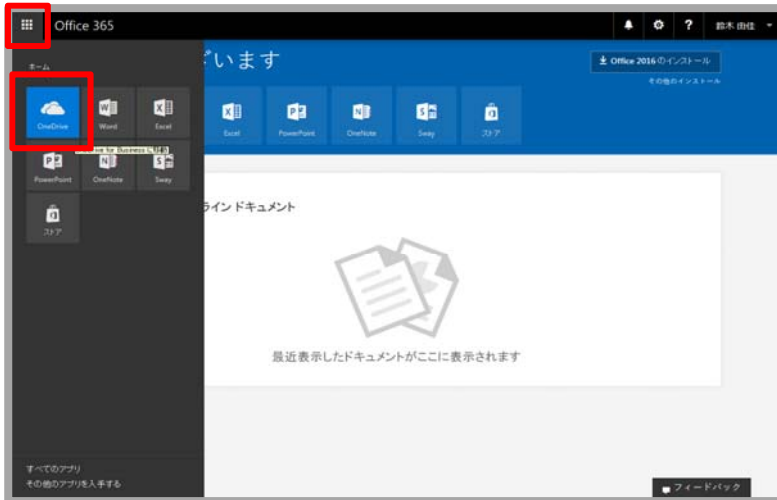 Office 365
? 鈴木 由佳
ホーム
ざいます
Office 2016 のインストール
その他のインストール
OneDrive
Word
Excel
Excel
PowerPoint
OneNote
Sway
ストア
for Business に移動
PowerPoint
OneNote
Sway
ストア
ライン ドキュメント
最近表示したドキュメントがここに表示されます
すべてのアプリ
その他のアプリを入手する
フィードバック